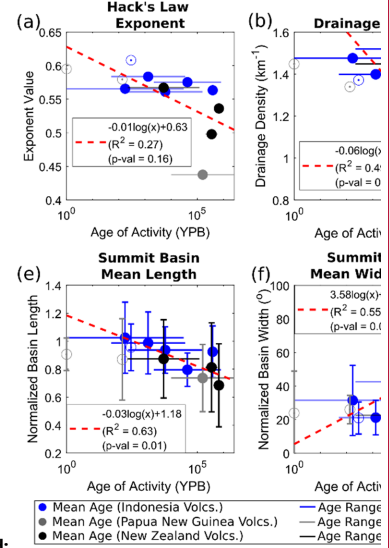 Hack's Law
Exponent
(a)
0.65
0.6
0.55
0.5
0.45
0.4
Exponent Value
-0.01log(x)+0.63
(R² = 0.27)
(p-val = 0.16)
10⁰
10⁵
Age of Activity (YPB)
(b)
Drainage
1.6
1.4
1.2
1
0.8
Drainage Density (km⁻¹)
-0.06log(x)
(R² = 0.4
(p-val = 0
10⁰
Age of
Summit Basin
Mean Length
(e)
1.4
1.2
1
0.8
0.6
0.4
0.2
Normalized Basin Length
-0.03log(x)+1.18
(R² = 0.63)
(p-val = 0.01)
10⁰
10⁵
Age of Activity (YPB)
Summit
Mean Wid
(f)
100
80
60
40
20
0
Normalized Basin Width (°)
3.58log(x)
(R² = 0.55
(p-val = 0.0
10⁰
Age of
Mean Age (Indonesia Volcs.)
Age Range
Mean Age (Papua New Guinea Volcs.)
Age Range
Mean Age (New Zealand Volcs.)
Age Range